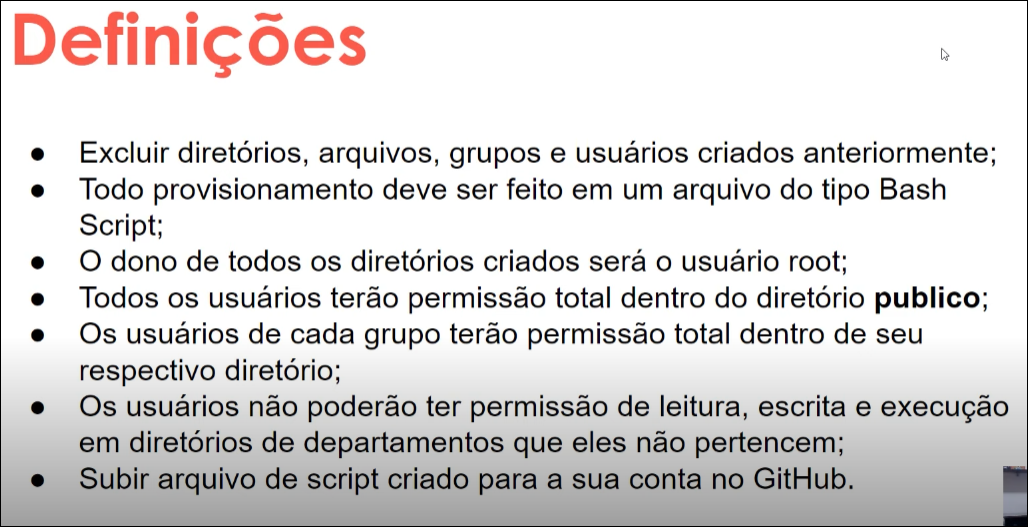 Definições
● Excluir diretórios, arquivos, grupos e usuários criados anteriormente;
● Todo provisionamento deve ser feito em um arquivo do tipo Bash
Script;
● O dono de todos os diretórios criados será o usuário root;
● Todos os usuários terão permissão total dentro do diretório publico;
● Os usuários de cada grupo terão permissão total dentro de seu
respectivo diretório;
● Os usuários não poderão ter permissão de leitura, escrita e execução
em diretórios de departamentos que eles não pertencem;
● Subir arquivo de script criado para a sua conta no GitHub.